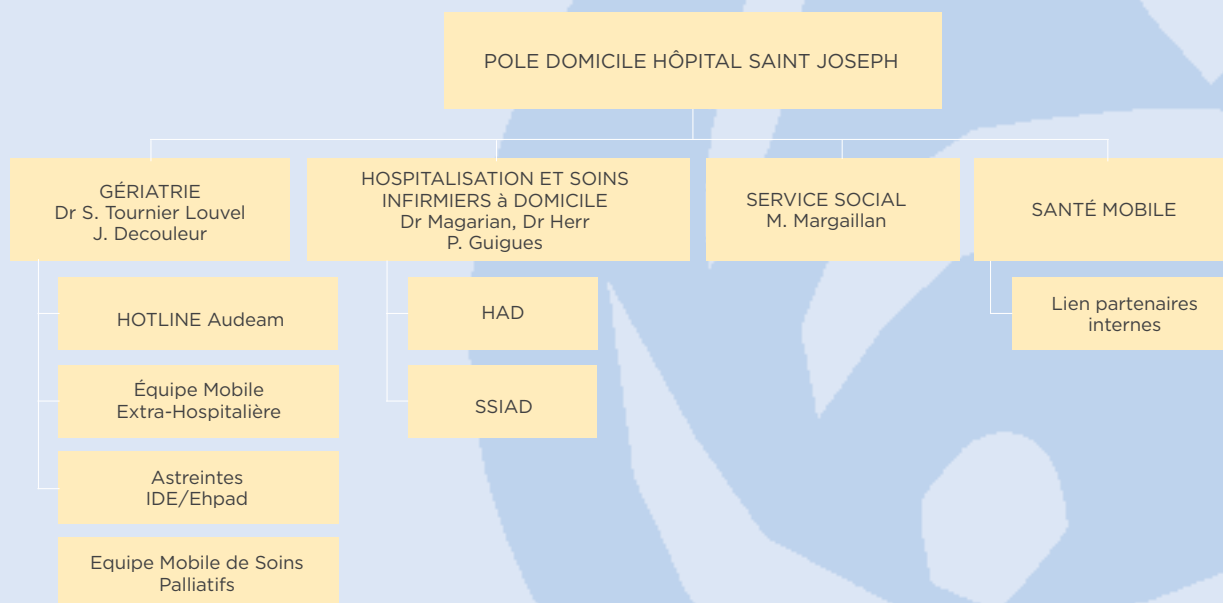 POLE DOMICILE HÔPITAL SAINT JOSEPH
GÉRIATRIE
Dr S. Tournier Louvel
J. Decouleur
HOSPITALISATION ET SOINS
INFIRMIERS à DOMICILE
Dr Magarian, Dr Herr
P. Guigues
SERVICE SOCIAL
M. Margaillan
SANTÉ MOBILE
HOTLINE Audeam
Équipe Mobile
Extra-Hospitalière
Astreintes
IDE/Ehpad
Equipe Mobile de Soins
Palliatifs
HAD
SSIAD
Lien partenaires
internes